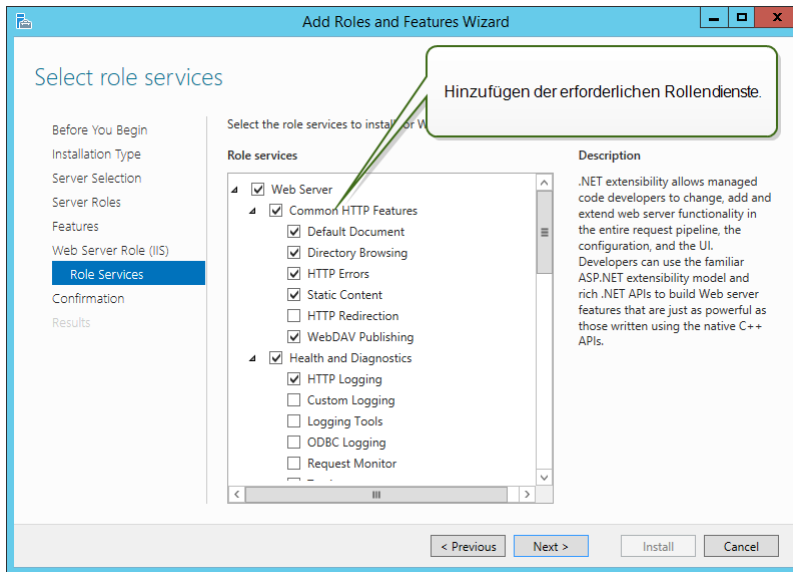 Add Roles and Features Wizard
Select role services
Hinzufügen der erforderlichen Rollendienste.
Before You Begin
Installation Type
Server Selection
Server Roles
Features
Web Server Role (IIS)
Role Services
Confirmation
Results
Select the role services to install for W
Role services
Web Server
Common HTTP Features
Default Document
Directory Browsing
HTTP Errors
Static Content
HTTP Redirection
WebDAV Publishing
Health and Diagnostics
HTTP Logging
Custom Logging
Logging Tools
ODBC Logging
Request Monitor
Description
.NET extensibility allows managed
code developers to change, add and
extend web server functionality in
the entire request pipeline, the
configuration, and the UI.
Developers can use the familiar
ASP.NET extensibility model and
rich .NET APIs to build Web server
features that are just as powerful as
those written using the native C++
APIs.
< Previous
Next >
Install
Cancel